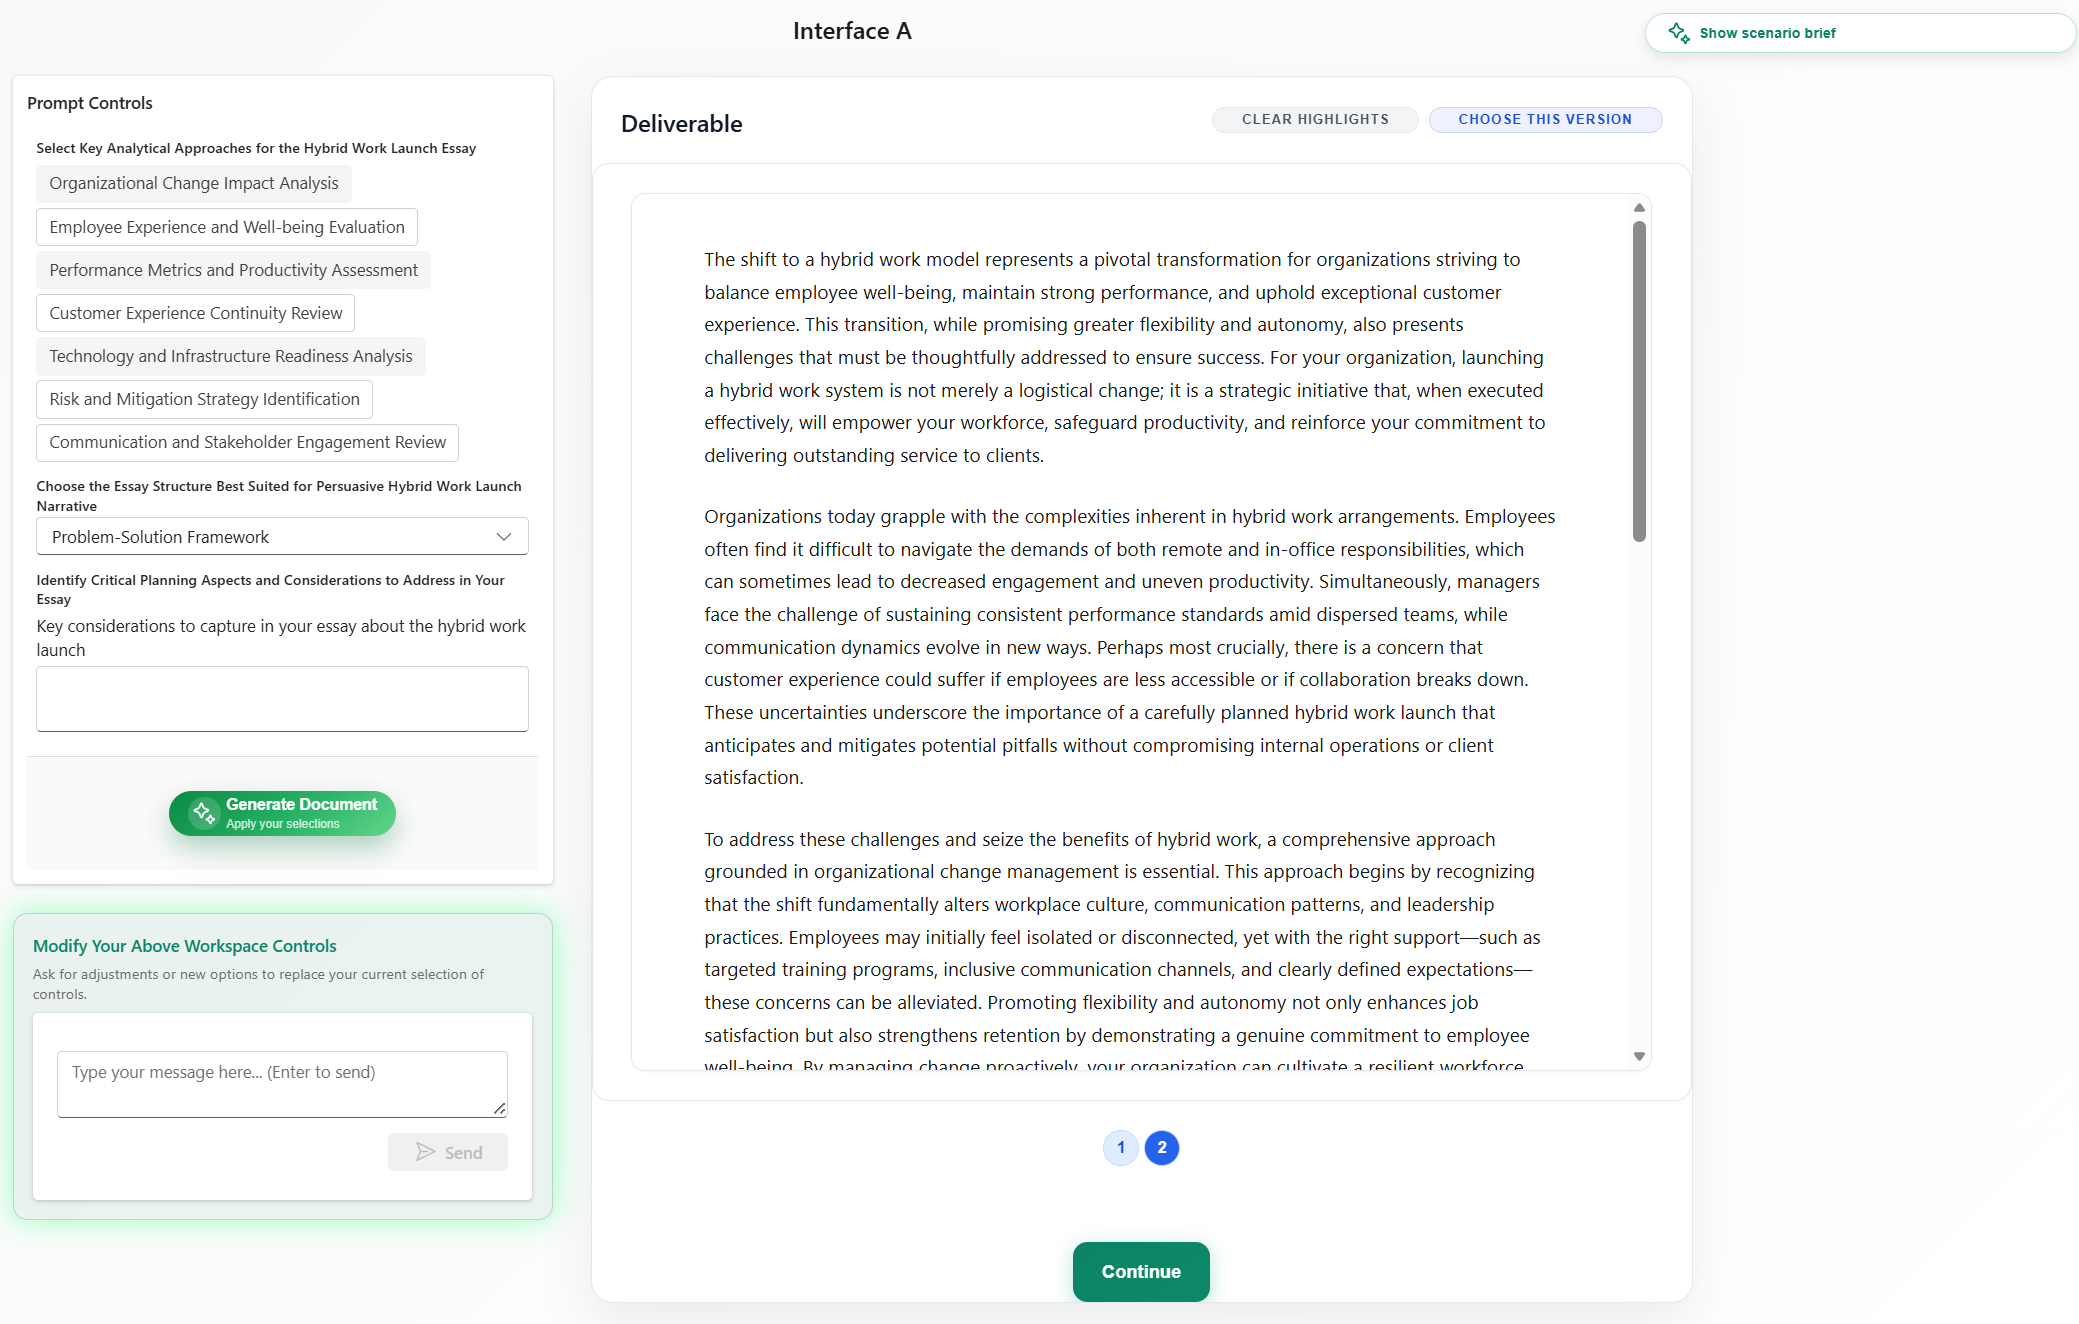 Interface A
Show scenario brief
Prompt Controls
Select Key Analytical Approaches for the Hybrid Work Launch Essay
Organizational Change Impact Analysis
Employee Experience and Well-being Evaluation
Performance Metrics and Productivity Assessment
Customer Experience Continuity Review
Technology and Infrastructure Readiness Analysis
Risk and Mitigation Strategy Identification
Communication and Stakeholder Engagement Review
Choose the Essay Structure Best Suited for Persuasive Hybrid Work Launch
Narrative
Problem-Solution Framework
Identify Critical Planning Aspects and Considerations to Address in Your
Essay
Key considerations to capture in your essay about the hybrid work
launch
Generate Document
Apply your selections
Modify Your Above Workspace Controls
Ask for adjustments or new options to replace your current selection of
controls.
Type your message here... (Enter to send)
Send
Deliverable
CLEAR HIGHLIGHTS
CHOOSE THIS VERSION
The shift to a hybrid work model represents a pivotal transformation for organizations striving to
balance employee well-being, maintain strong performance, and uphold exceptional customer
experience. This transition, while promising greater flexibility and autonomy, also presents
challenges that must be thoughtfully addressed to ensure success. For your organization, launching
a hybrid work system is not merely a logistical change; it is a strategic initiative that, when executed
effectively, will empower your workforce, safeguard productivity, and reinforce your commitment to
delivering outstanding service to clients.
Organizations today grapple with the complexities inherent in hybrid work arrangements. Employees
often find it difficult to navigate the demands of both remote and in-office responsibilities, which
can sometimes lead to decreased engagement and uneven productivity. Simultaneously, managers
face the challenge of sustaining consistent performance standards amid dispersed teams, while
communication dynamics evolve in new ways. Perhaps most crucially, there is a concern that
customer experience could suffer if employees are less accessible or if collaboration breaks down.
These uncertainties underscore the importance of a carefully planned hybrid work launch that
anticipates and mitigates potential pitfalls without compromising internal operations or client
satisfaction.
To address these challenges and seize the benefits of hybrid work, a comprehensive approach
grounded in organizational change management is essential. This approach begins by recognizing
that the shift fundamentally alters workplace culture, communication patterns, and leadership
practices. Employees may initially feel isolated or disconnected, yet with the right support—such as
targeted training programs, inclusive communication channels, and clearly defined expectations—
these concerns can be alleviated. Promoting flexibility and autonomy not only enhances job
satisfaction but also strengthens retention by demonstrating a genuine commitment to employee
well-being. By managing change proactively, your organization can cultivate a resilient workforce
1
2
Continue